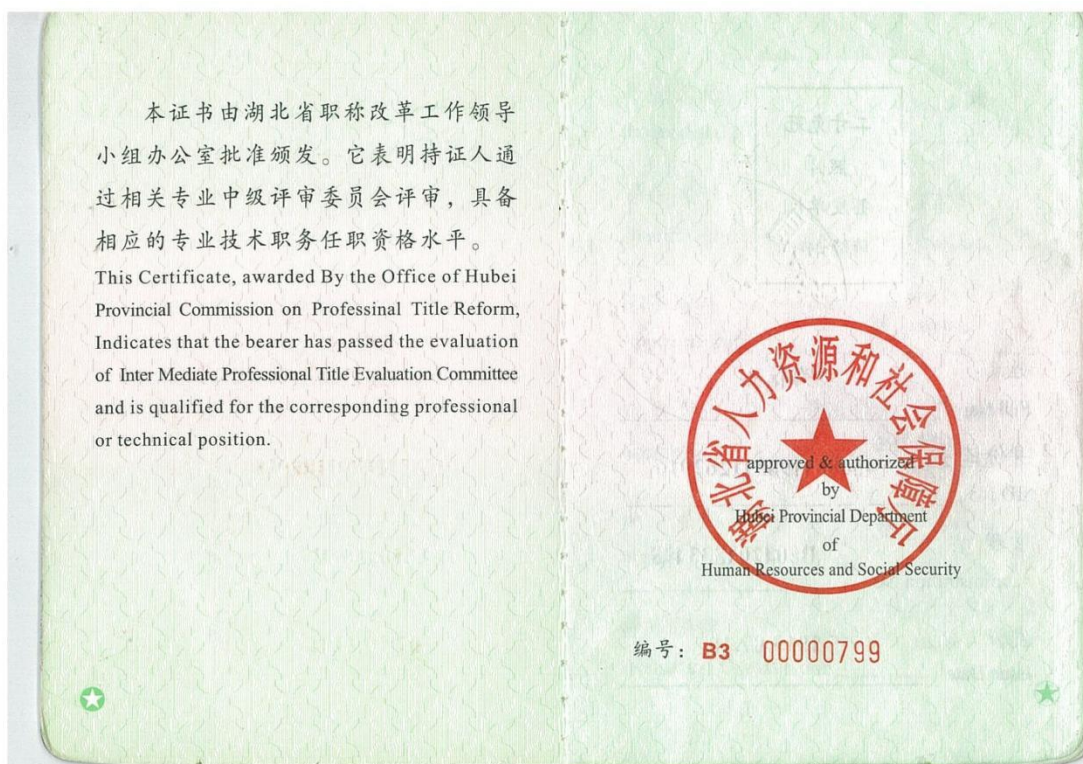 本证书由湖北省职称改革工作领导
小组办公室批准颁发。它表明持证人通
过相关专业中级评审委员会评审，具备
相应的专业技术职务任职资格水平。
This Certificate, awarded By the Office of Hubei
Provincial Commission on Professinal Title Reform,
Indicates that the bearer has passed the evaluation
of Inter Mediate Professional Title Evaluation Committee
and is qualified for the corresponding professional
or technical position.
湖北省人力资源和社会保障厅
approved & authorized
by
Hubei Provincial Department
of
Human Resources and Social Security
编号：B3 00000799